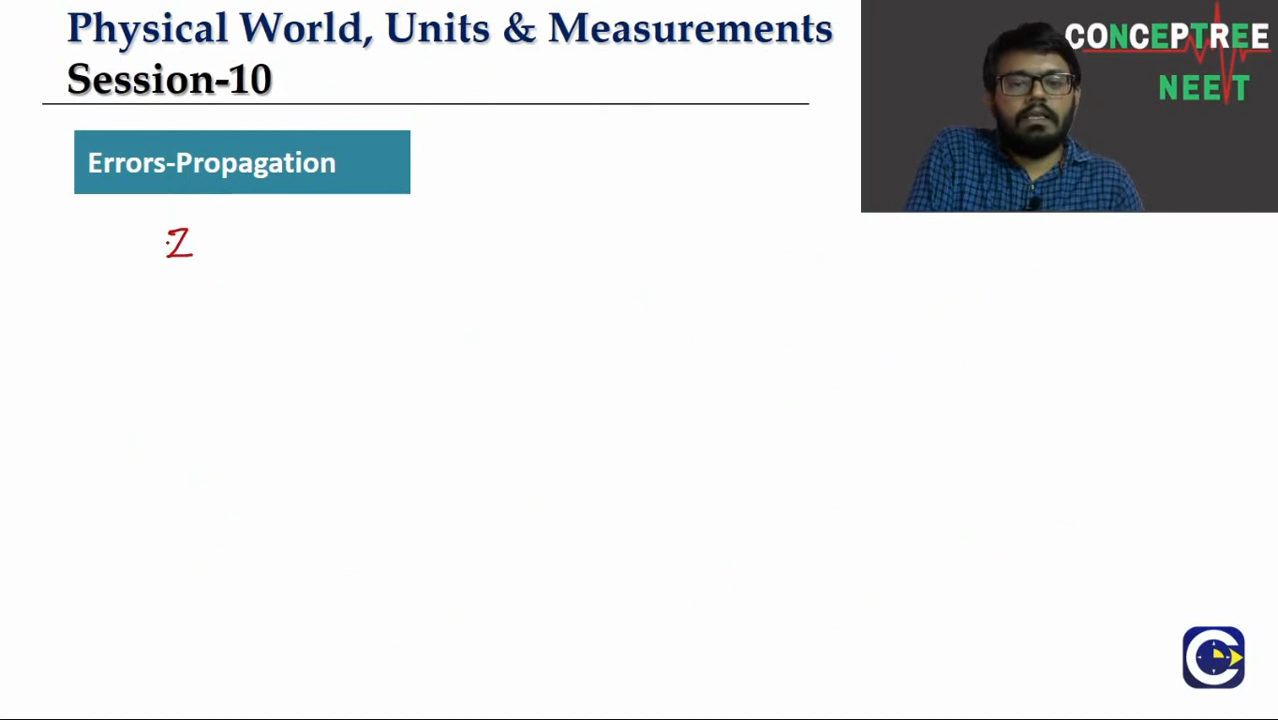 Physical World, Units & Measurements
Session-10
CONCEPTREE
NEET
Errors-Propagation
Z